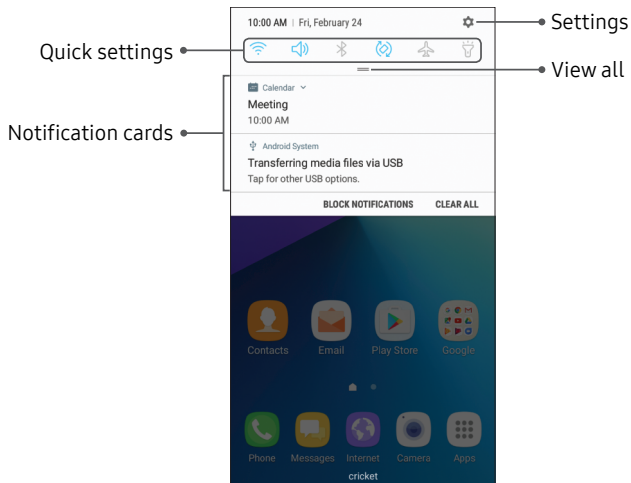 10:00 AM | Fri, February 24
Settings
Quick settings
View all
Calendar
Meeting
10:00 AM
Notification cards
Android System
Transferring media files via USB
Tap for other USB options.
BLOCK NOTIFICATIONS CLEAR ALL
Contacts Email Play Store Google
Phone Messages Internet Camera Apps
cricket